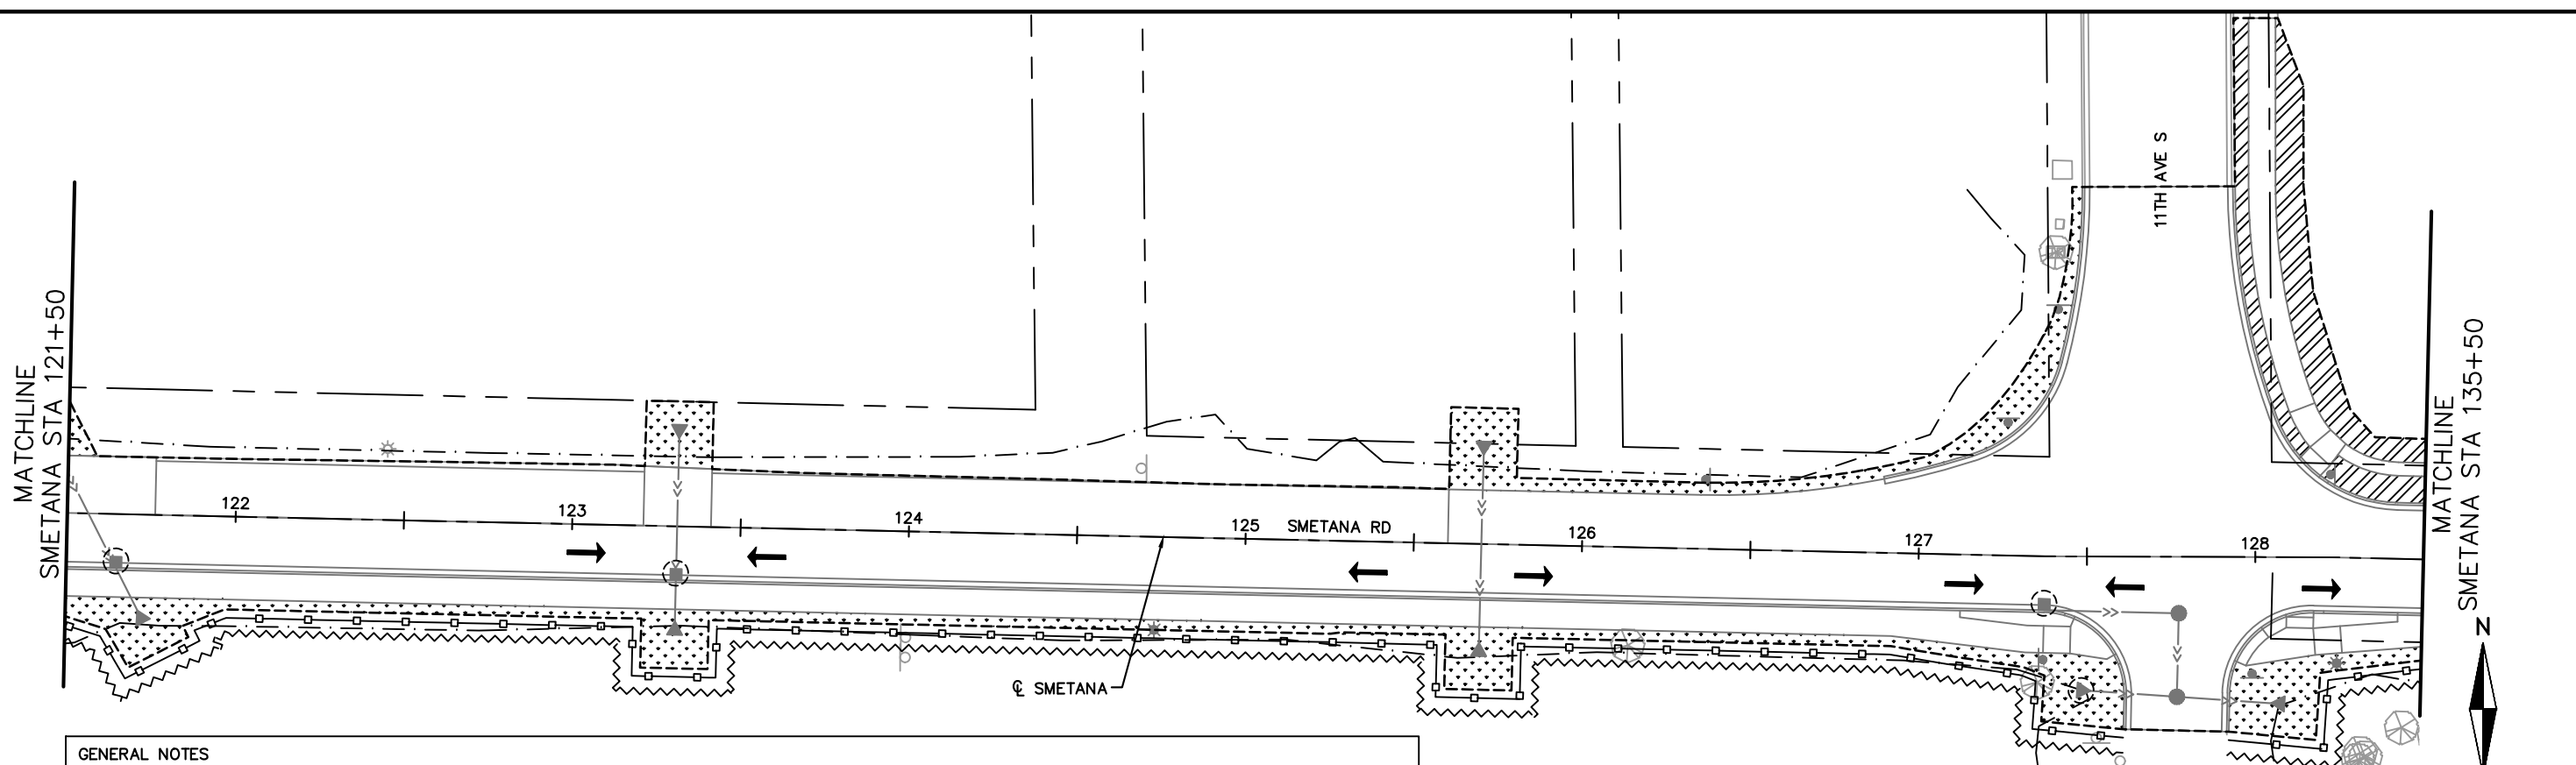 MATCHLINE
SMETANA STA 121+50
11TH AVE S
122
123
124
125
SMETANA RD
126
127
128
℄ SMETANA
MATCHLINE
SMETANA STA 135+50
N
GENERAL NOTES